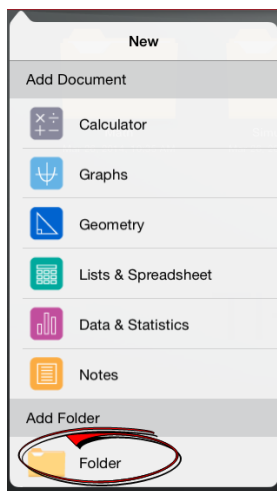 New
Add Document
Calculator
Graphs
Geometry
Lists & Spreadsheet
Data & Statistics
Notes
Add Folder
Folder